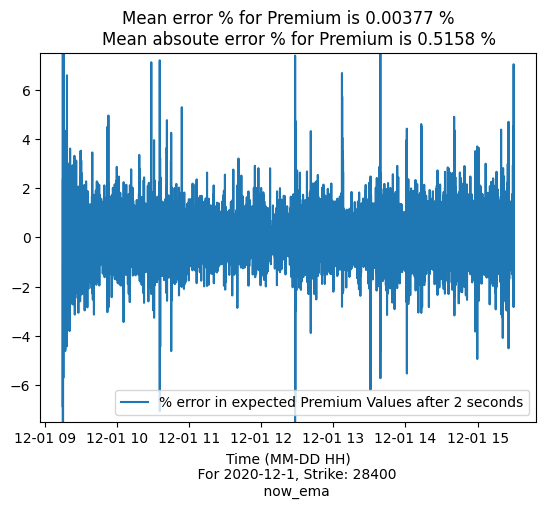 Mean error % for Premium is 0.00377 %
Mean absoute error % for Premium is 0.5158 %
6
4
2
0
−2
−4
−6
% error in expected Premium Values after 2 seconds
12-01 09 12-01 10 12-01 11 12-01 12 12-01 13 12-01 14 12-01 15
Time (MM-DD HH)
For 2020-12-1, Strike: 28400
now_ema